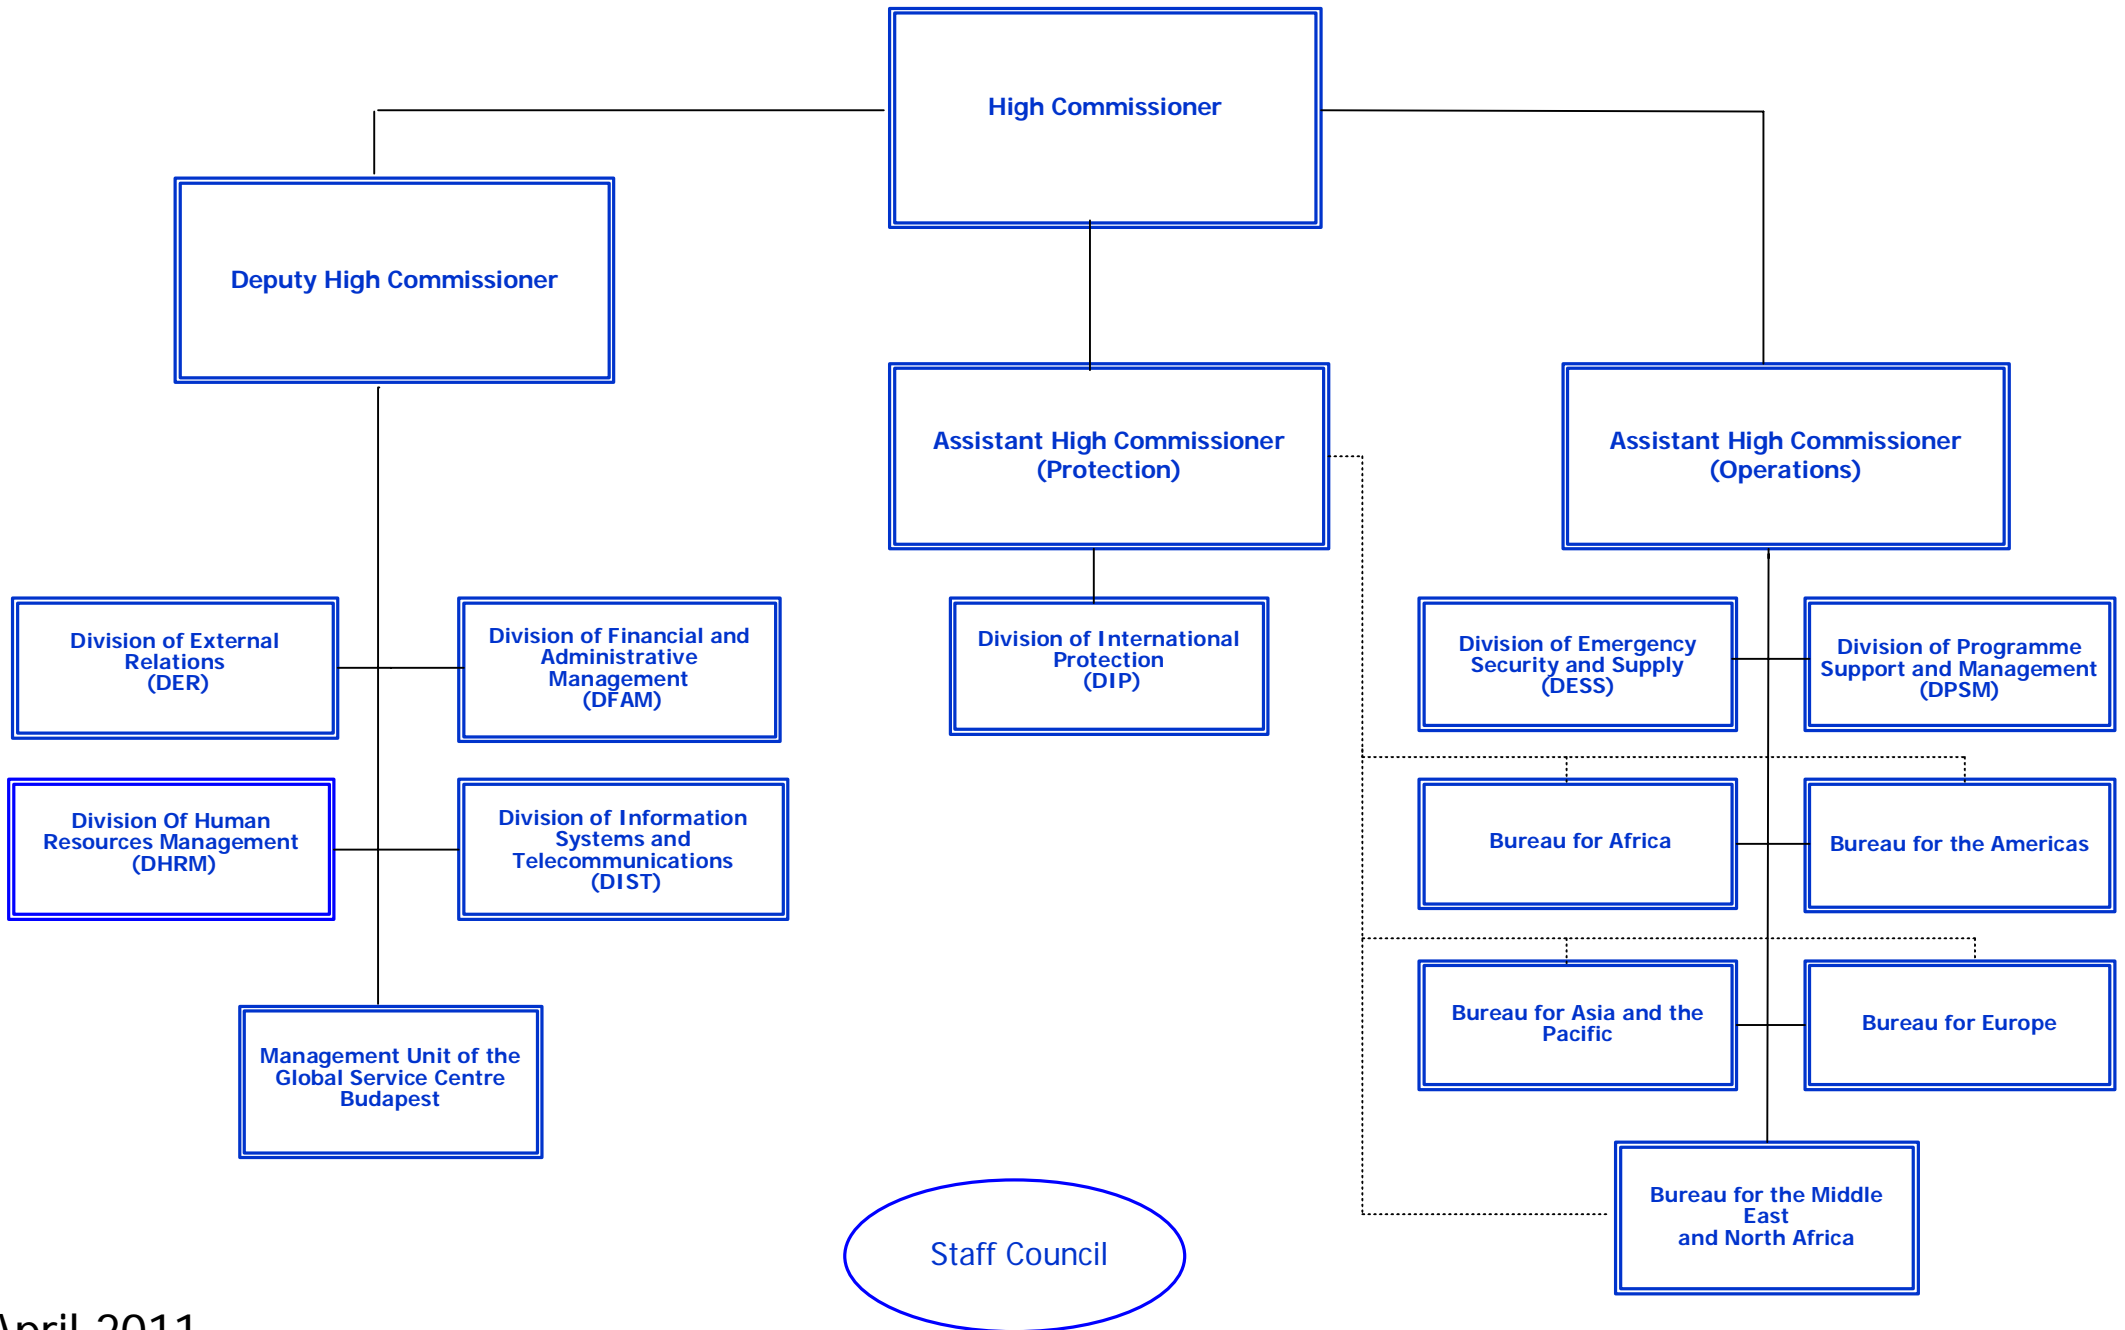 High Commissioner
Deputy High Commissioner
Assistant High Commissioner
(Protection)
Assistant High Commissioner
(Operations)
Division of External
Relations
(DER)
Division of Financial and
Administrative
Management
(DFAM)
Division of International
Protection
(DIP)
Division of Emergency
Security and Supply
(DESS)
Division of Programme
Support and Management
(DPSM)
Division Of Human
Resources Management
(DHRM)
Division of Information
Systems and
Telecommunications
(DIST)
Bureau for Africa
Bureau for the Americas
Management Unit of the
Global Service Centre
Budapest
Bureau for Asia and the
Pacific
Bureau for Europe
Bureau for the Middle
East
and North Africa
Staff Council
April 2011